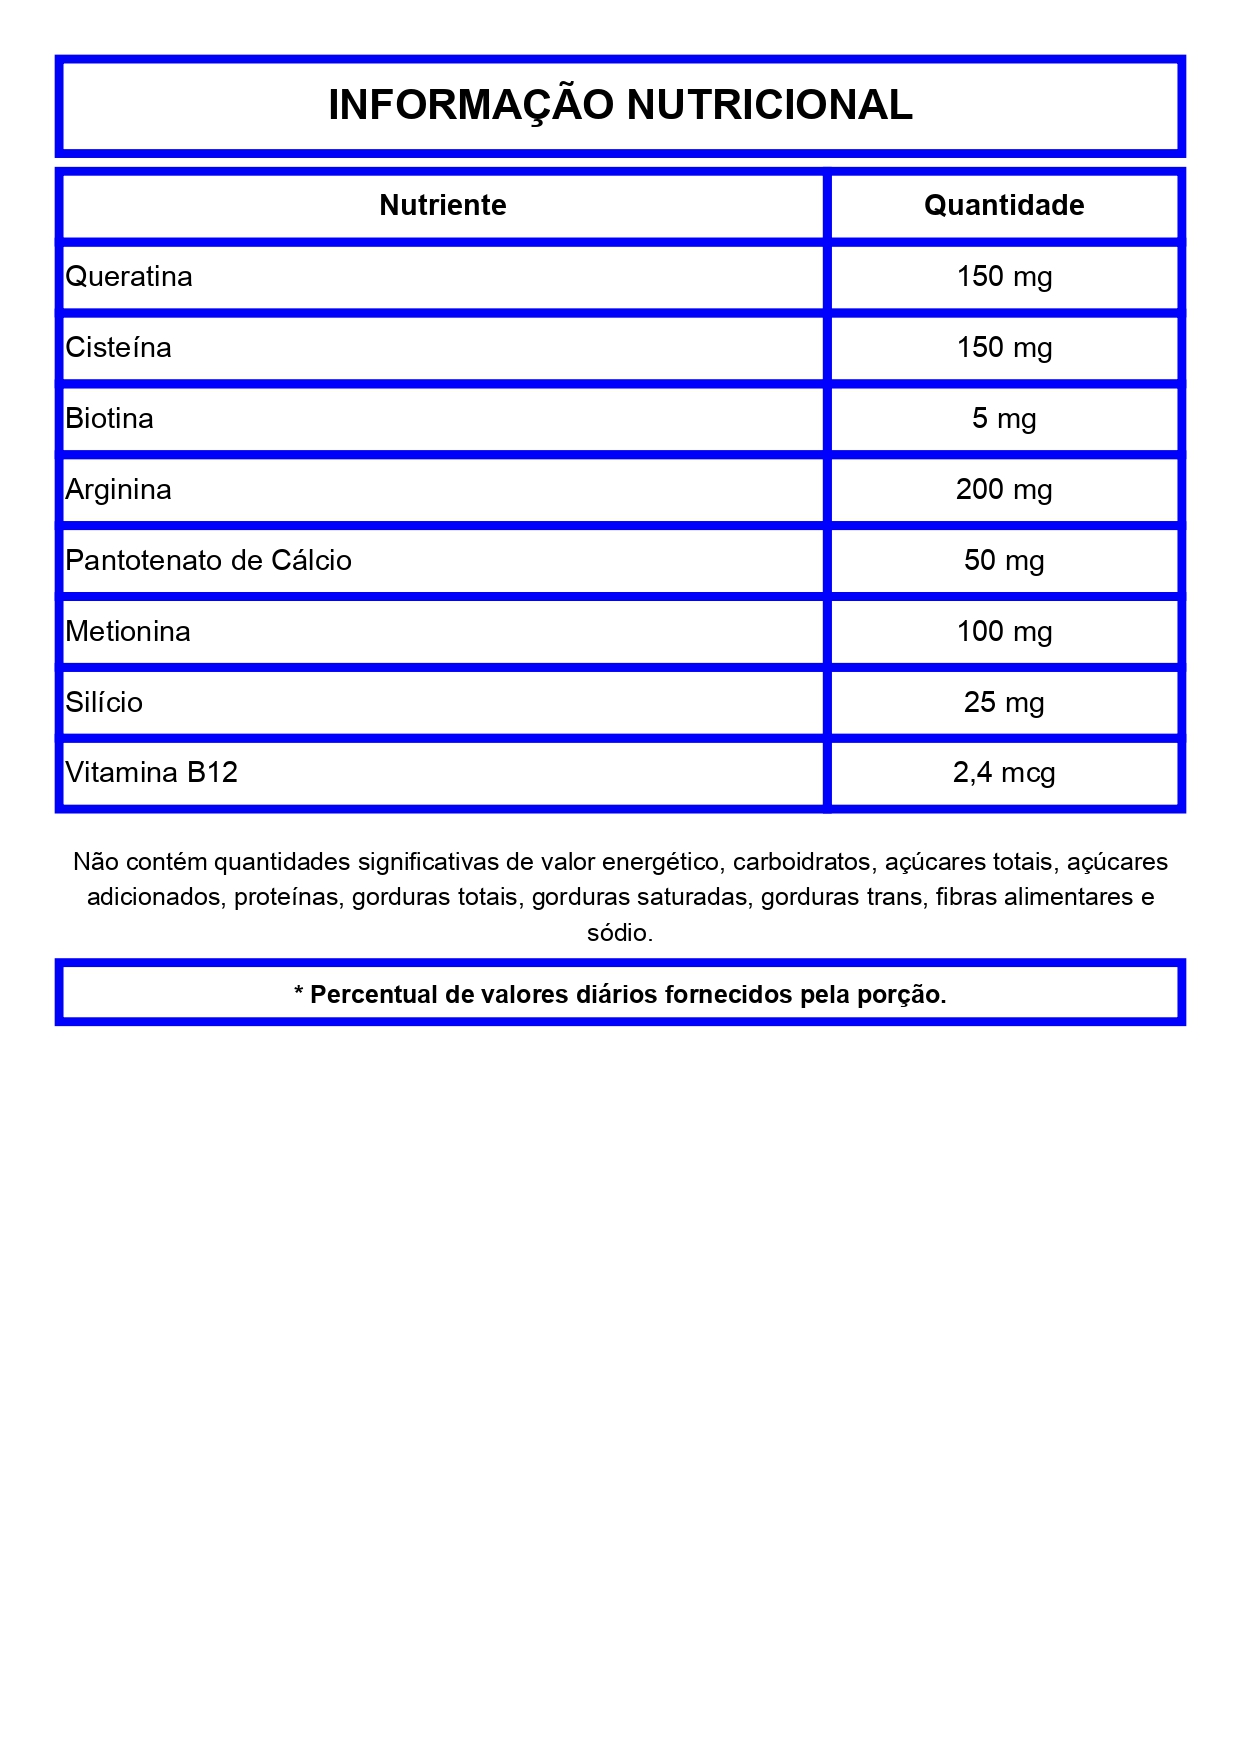 INFORMAÇÃO NUTRICIONAL
Nutriente Quantidade
Queratina 150 mg
Cisteína 150 mg
Biotina 5 mg
Arginina 200 mg
Pantotenato de Cálcio 50 mg
Metionina 100 mg
Silício 25 mg
Vitamina B12 2,4 mcg
Não contém quantidades significativas de valor energético, carboidratos, açúcares totais, açúcares
adicionados, proteínas, gorduras totais, gorduras saturadas, gorduras trans, fibras alimentares e
sódio.
* Percentual de valores diários fornecidos pela porção.